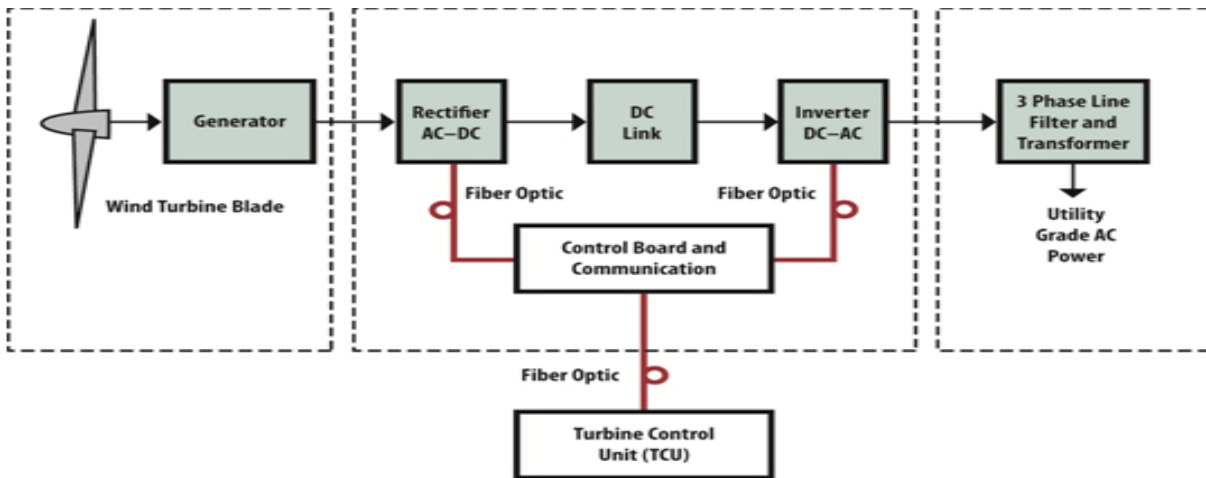 Generator
Wind Turbine Blade
Rectifier
AC–DC
DC
Link
Inverter
DC–AC
Fiber Optic
Fiber Optic
Control Board and
Communication
3 Phase Line
Filter and
Transformer
Utility
Grade AC
Power
Fiber Optic
Turbine Control
Unit (TCU)